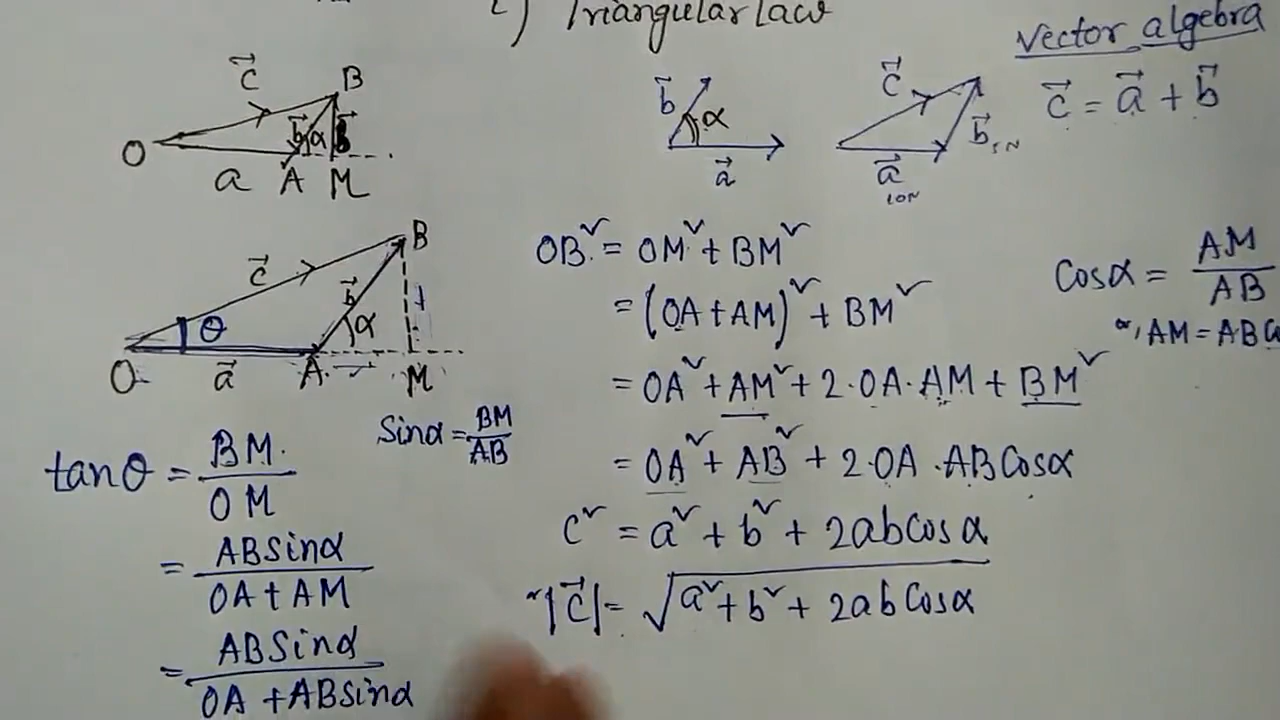 2) Triangular law
Vector algebra
c⃗ = a⃗ + b⃗
c⃗
B
b⃗
α
O
a
A
M
b⃗
α
a⃗
c⃗
b⃗ 5N
a⃗
10N
c⃗
B
b⃗
θ
α
O
a⃗
A
M
OB² = OM² + BM²
= (OA + AM)² + BM²
= OA² + AM² + 2·OA·AM + BM²
= OA² + AB² + 2·OA·ABCosα
c² = a² + b² + 2abCosα
|c⃗| = √a² + b² + 2abCosα
Cosα = AM/AB
AM = AB
Sinα = BM/AB
tanθ = BM/OM
= ABSinα/OA + AM
= ABSinα/OA + ABSinα